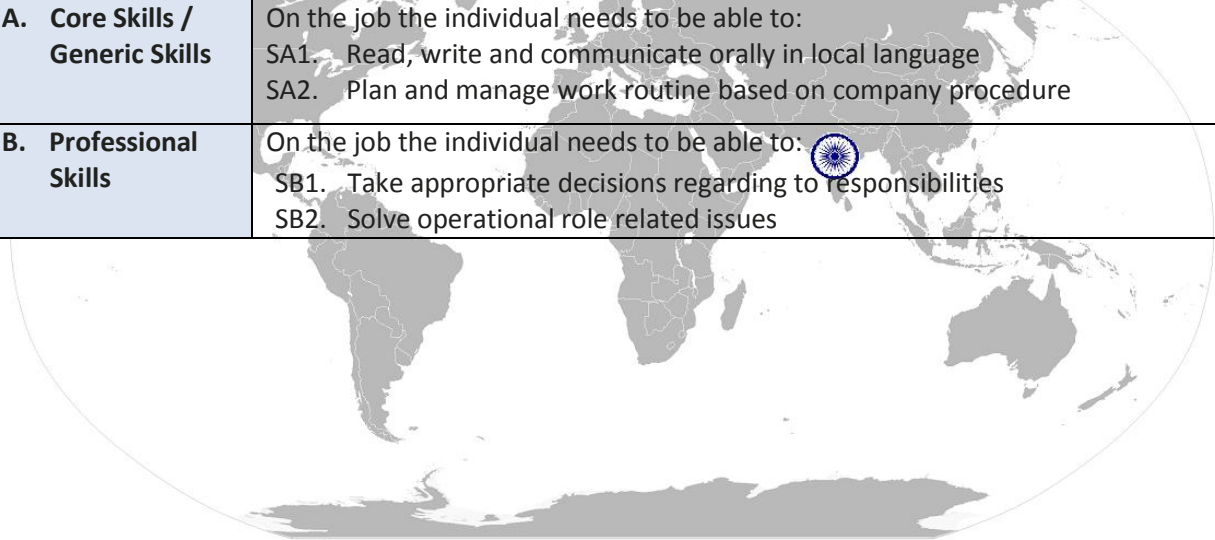 A. Core Skills /
Generic Skills
On the job the individual needs to be able to:
SA1. Read, write and communicate orally in local language
SA2. Plan and manage work routine based on company procedure
B. Professional
Skills
On the job the individual needs to be able to:
SB1. Take appropriate decisions regarding to responsibilities
SB2. Solve operational role related issues